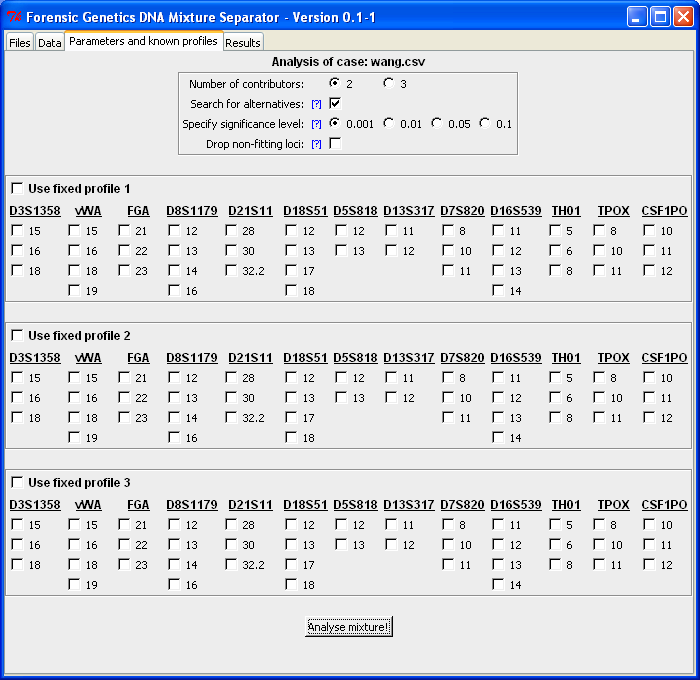 Forensic Genetics DNA Mixture Separator - Version 0.1-1
Files Data Parameters and known profiles Results
Analysis of case: wang.csv
Number of contributors: 2 3
Search for alternatives: [?]
Specify significance level: [?] 0.001 0.01 0.05 0.1
Drop non-fitting loci: [?]
Use fixed profile 1
D3S1358 vWA FGA D8S1179 D21S11 D18S51 D5S818 D13S317 D7S820 D16S539 TH01 TPOX CSF1PO
15 15 21 12 28 12 12 11 8 11 5 8 10
16 16 22 13 30 13 13 12 10 12 6 10 11
18 18 23 14 32.2 17 11 13 8 11 12
19 16 18 14
Use fixed profile 2
D3S1358 vWA FGA D8S1179 D21S11 D18S51 D5S818 D13S317 D7S820 D16S539 TH01 TPOX CSF1PO
15 15 21 12 28 12 12 11 8 11 5 8 10
16 16 22 13 30 13 13 12 10 12 6 10 11
18 18 23 14 32.2 17 11 13 8 11 12
19 16 18 14
Use fixed profile 3
D3S1358 vWA FGA D8S1179 D21S11 D18S51 D5S818 D13S317 D7S820 D16S539 TH01 TPOX CSF1PO
15 15 21 12 28 12 12 11 8 11 5 8 10
16 16 22 13 30 13 13 12 10 12 6 10 11
18 18 23 14 32.2 17 11 13 8 11 12
19 16 18 14
Analyse mixture!